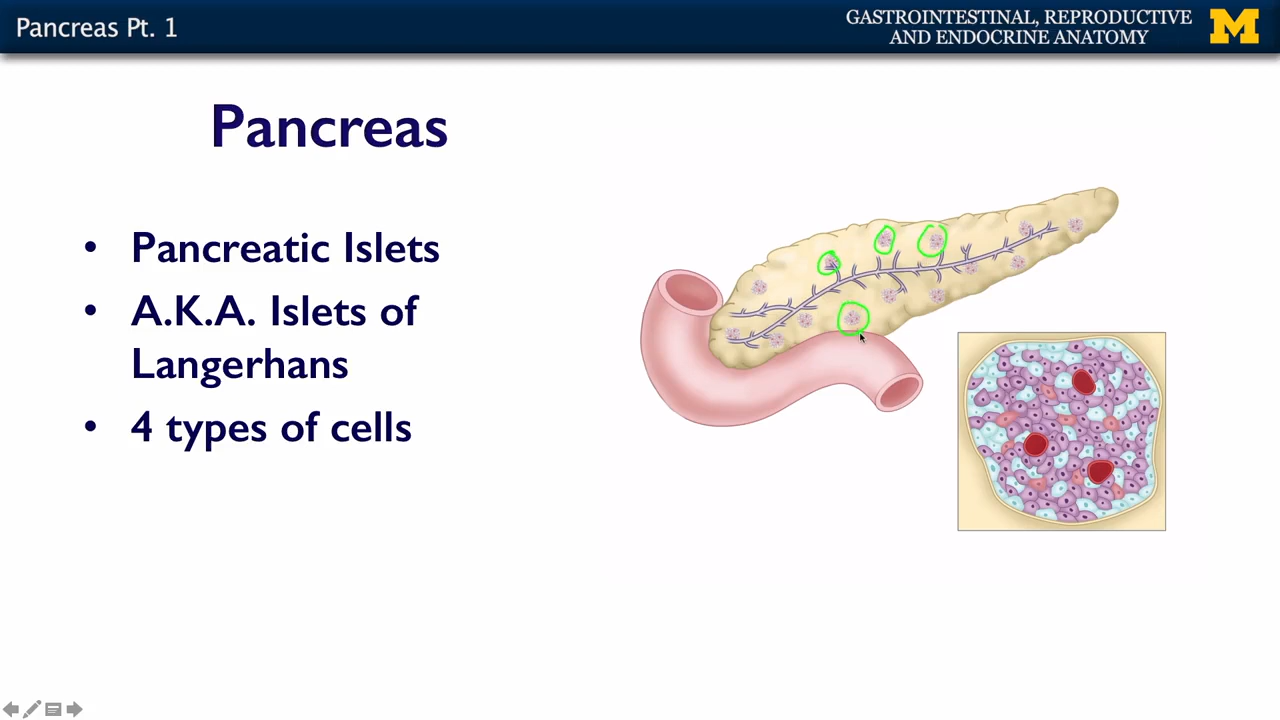 Pancreas Pt. 1
GASTROINTESTINAL, REPRODUCTIVE
AND ENDOCRINE ANATOMY
M
Pancreas
• Pancreatic Islets
• A.K.A. Islets of
Langerhans
• 4 types of cells